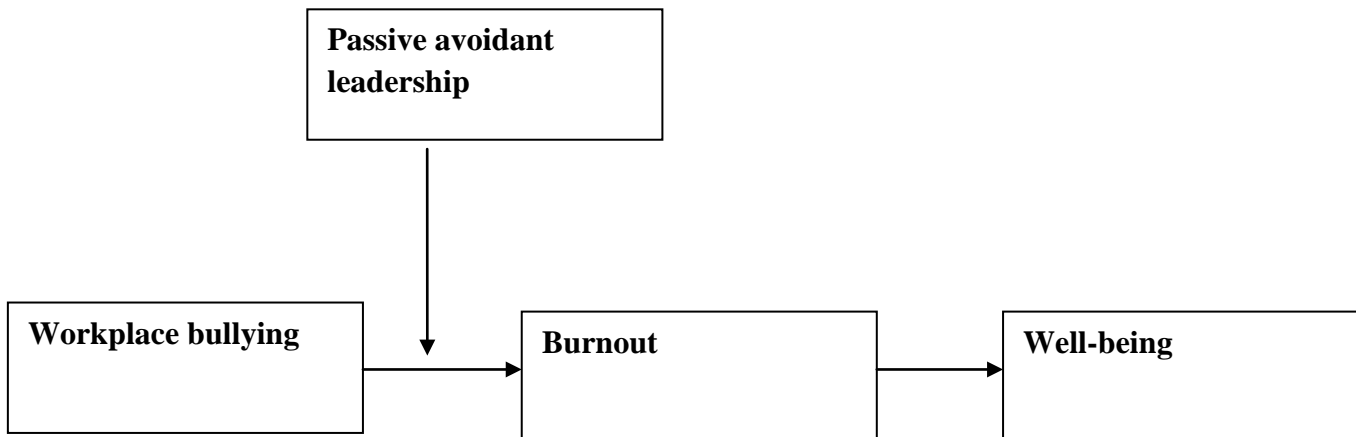 Passive avoidant
leadership
Workplace bullying
Burnout
Well-being